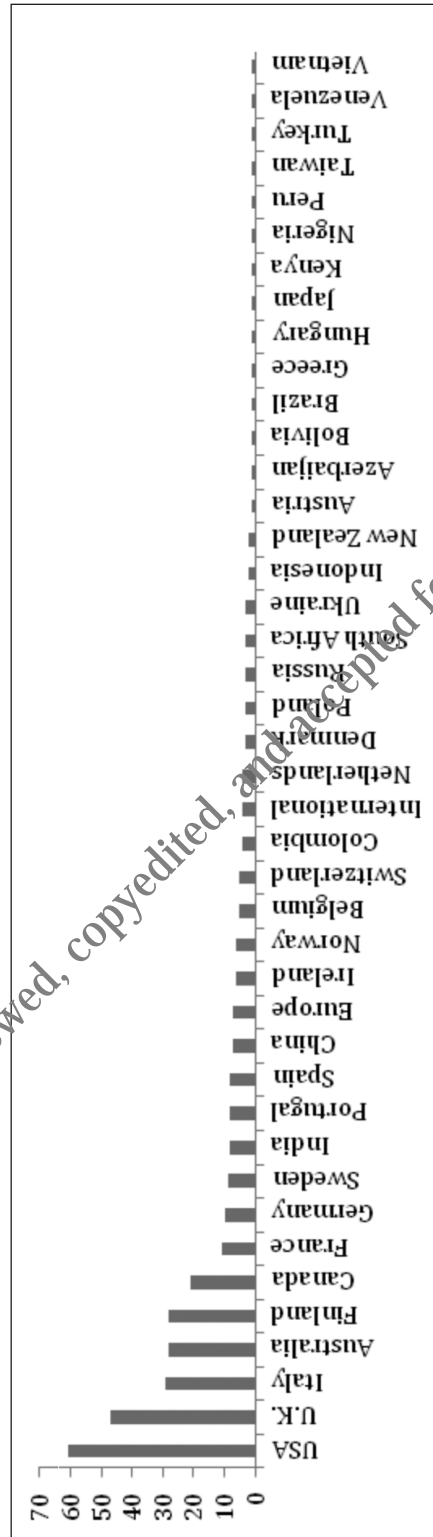 70
60
50
40
30
20
10
0
USA
U.K.
Italy
Australia
Finland
Canada
France
Germany
Sweden
India
Portugal
Spain
China
Europe
Ireland
Norway
Belgium
Switzerland
Colombia
International
Netherlands
Denmark
Poland
Russia
South Africa
Ukraine
Indonesia
New Zealand
Austria
Azerbaijan
Bolivia
Brazil
Greece
Hungary
Japan
Kenya
Nigeria
Peru
Taiwan
Turkey
Venezuela
Vietnam
wed, copyedited, and accepted fo